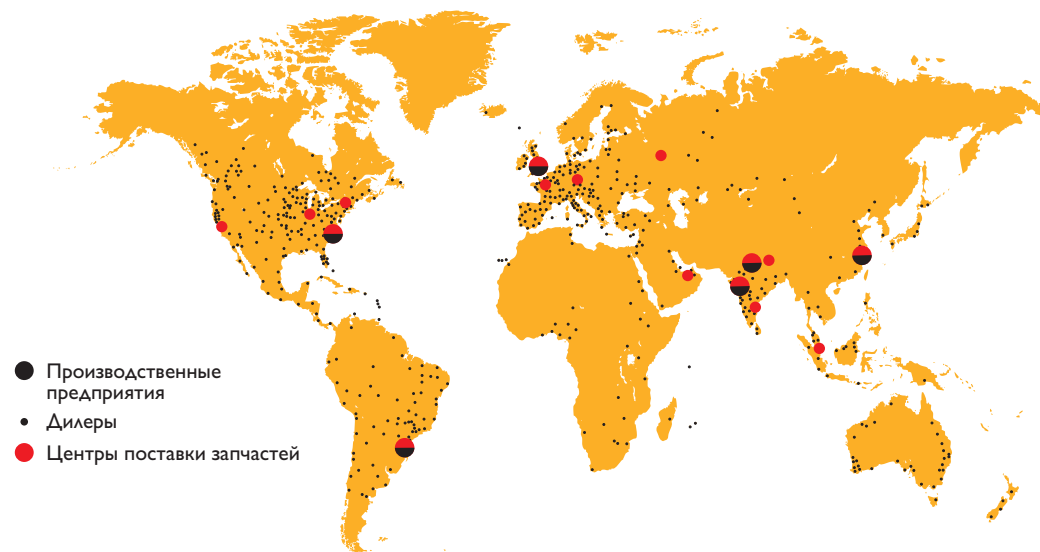 Производственные
предприятия
Дилеры
Центры поставки запчастей